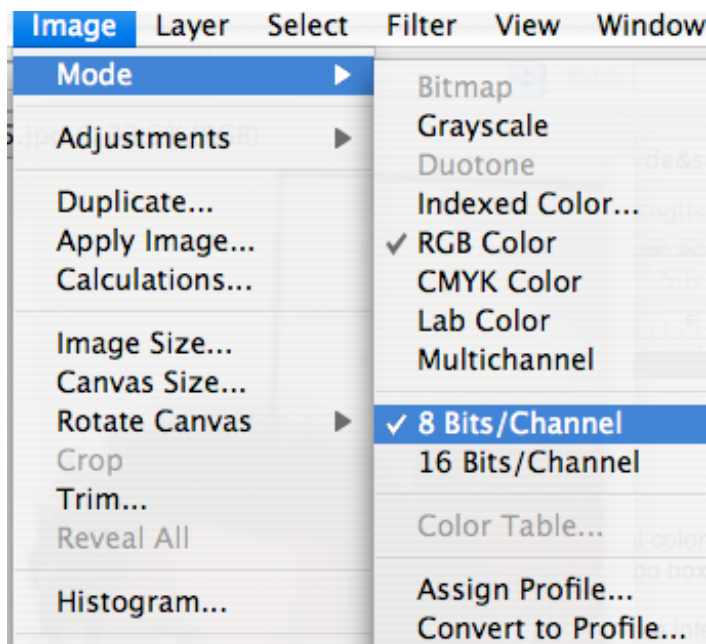 Image Layer Select Filter View Window
Mode
Adjustments
Duplicate...
Apply Image...
Calculations...
Image Size...
Canvas Size...
Rotate Canvas
Crop
Trim...
Reveal All
Histogram...
Bitmap
Grayscale
Duotone
Indexed Color...
RGB Color
CMYK Color
Lab Color
Multichannel
8 Bits/Channel
16 Bits/Channel
Color Table...
Assign Profile...
Convert to Profile...